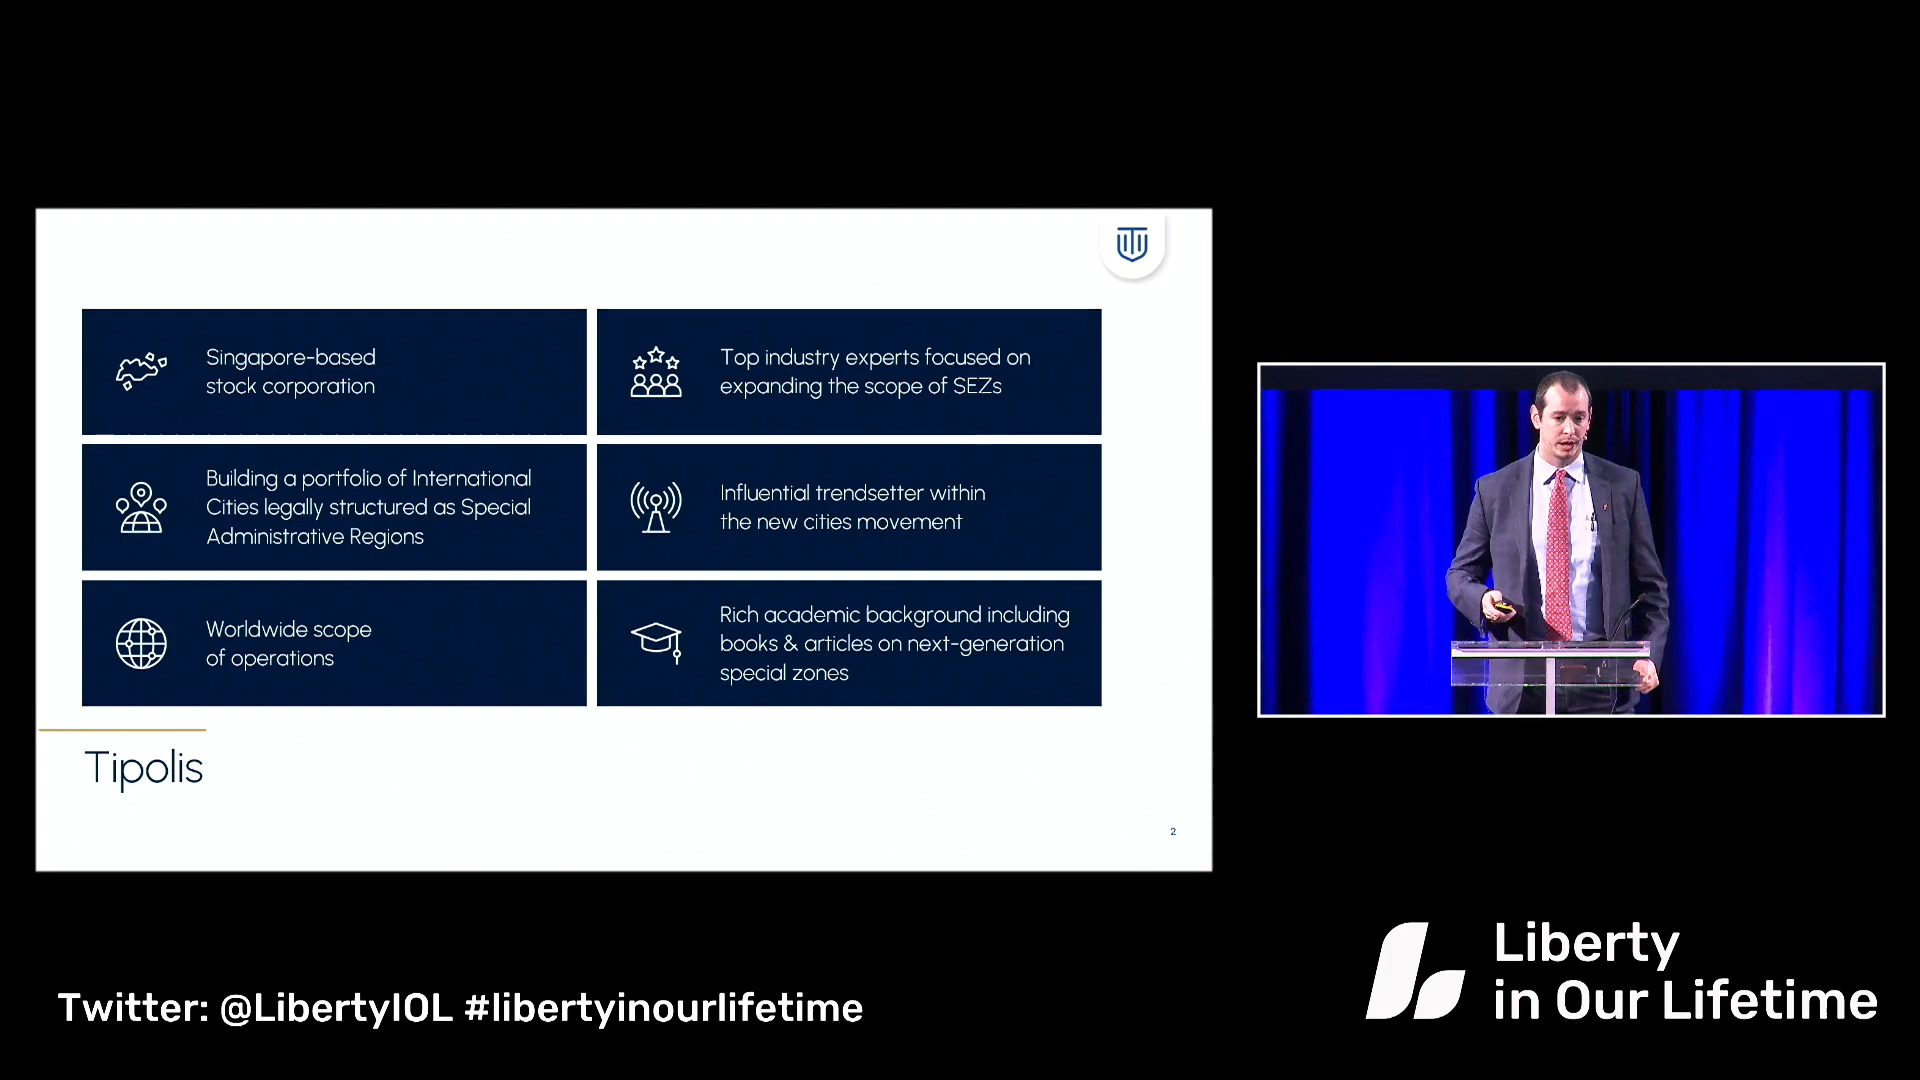 Singapore-based
stock corporation
Top industry experts focused on
expanding the scope of SEZs
Building a portfolio of International
Cities legally structured as Special
Administrative Regions
Influential trendsetter within
the new cities movement
Worldwide scope
of operations
Rich academic background including
books & articles on next-generation
special zones
Tipolis
2
Twitter: @LibertyIOL #libertyinourlifetime
Liberty
in Our Lifetime